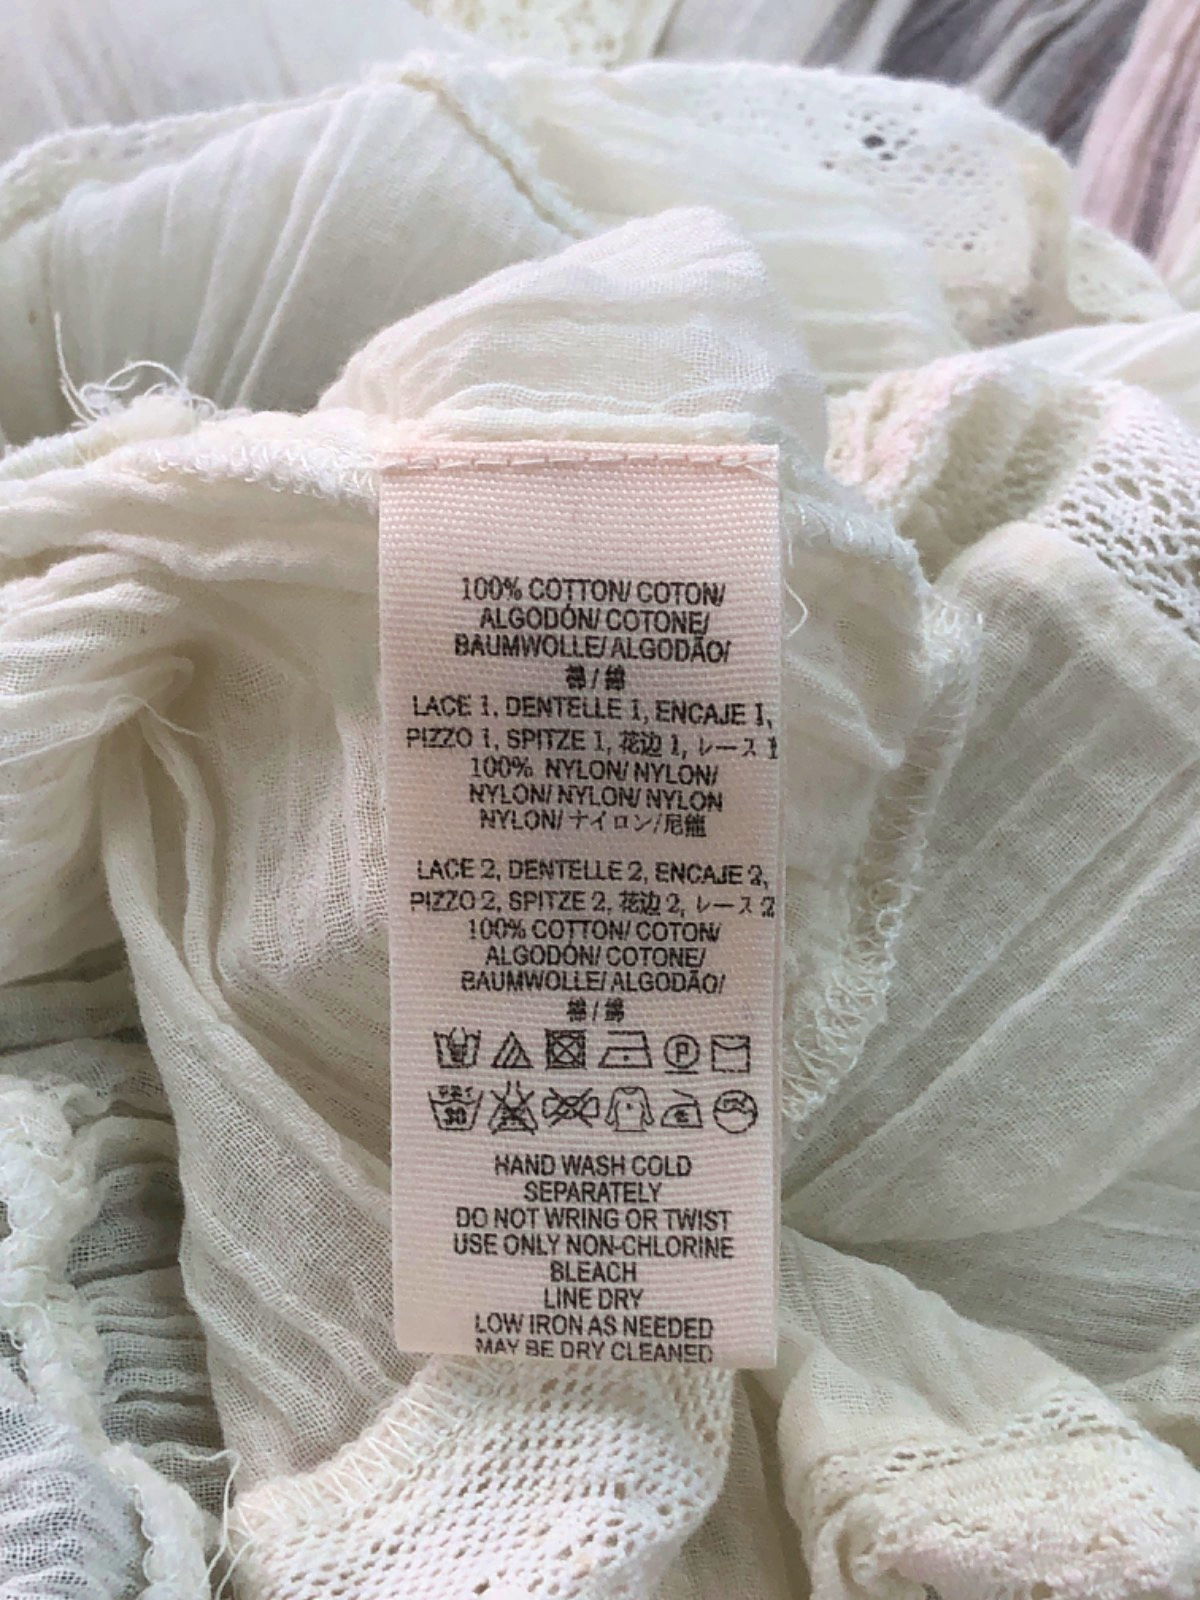 100% COTTON/ COTON/
ALGODÓN/ COTONE/
BAUMWOLLE/ ALGODÃO/
棉 / 綿
LACE 1, DENTELLE 1, ENCAJE 1,
PIZZO 1, SPITZE 1, 花边 1, レース 1
100% NYLON/ NYLON/
NYLON/ NYLON/ NYLON
NYLON/ ナイロン/尼龍
LACE 2, DENTELLE 2, ENCAJE 2,
PIZZO 2, SPITZE 2, 花边 2, レース 2
100% COTTON/ COTON/
ALGODÓN/ COTONE/
BAUMWOLLE/ ALGODÃO/
棉 / 綿
P
30
HAND WASH COLD
SEPARATELY
DO NOT WRING OR TWIST
USE ONLY NON-CHLORINE
BLEACH
LINE DRY
LOW IRON AS NEEDED
MAY BE DRY CLEANED